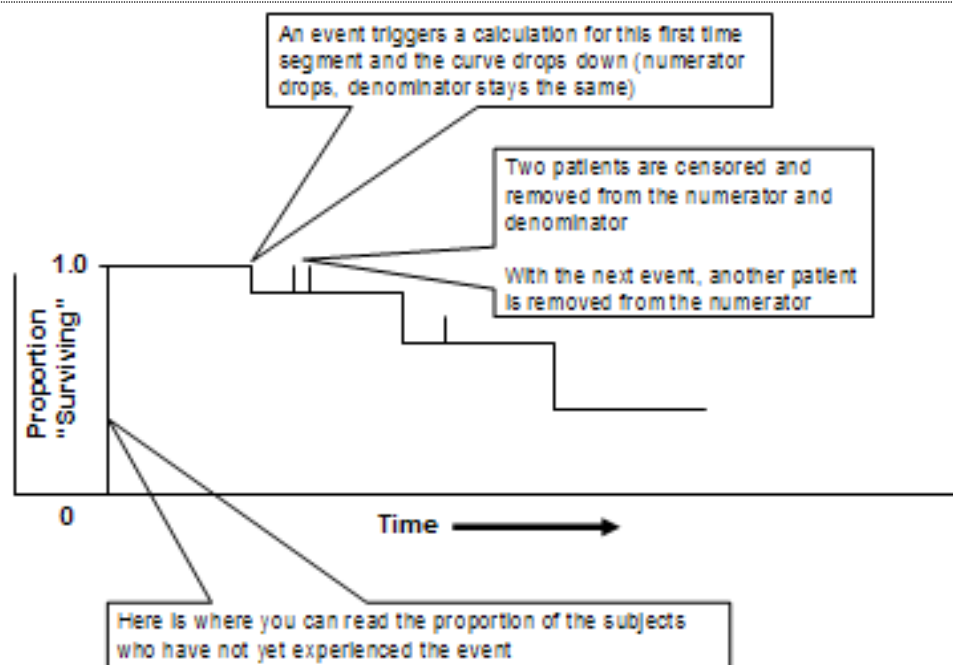 An event triggers a calculation for this first time
segment and the curve drops down (numerator
drops, denominator stays the same)
Two patients are censored and
removed from the numerator and
denominator
With the next event, another patient
is removed from the numerator
1.0
Proportion
"Surviving"
0
Time
Here is where you can read the proportion of the subjects
who have not yet experienced the event